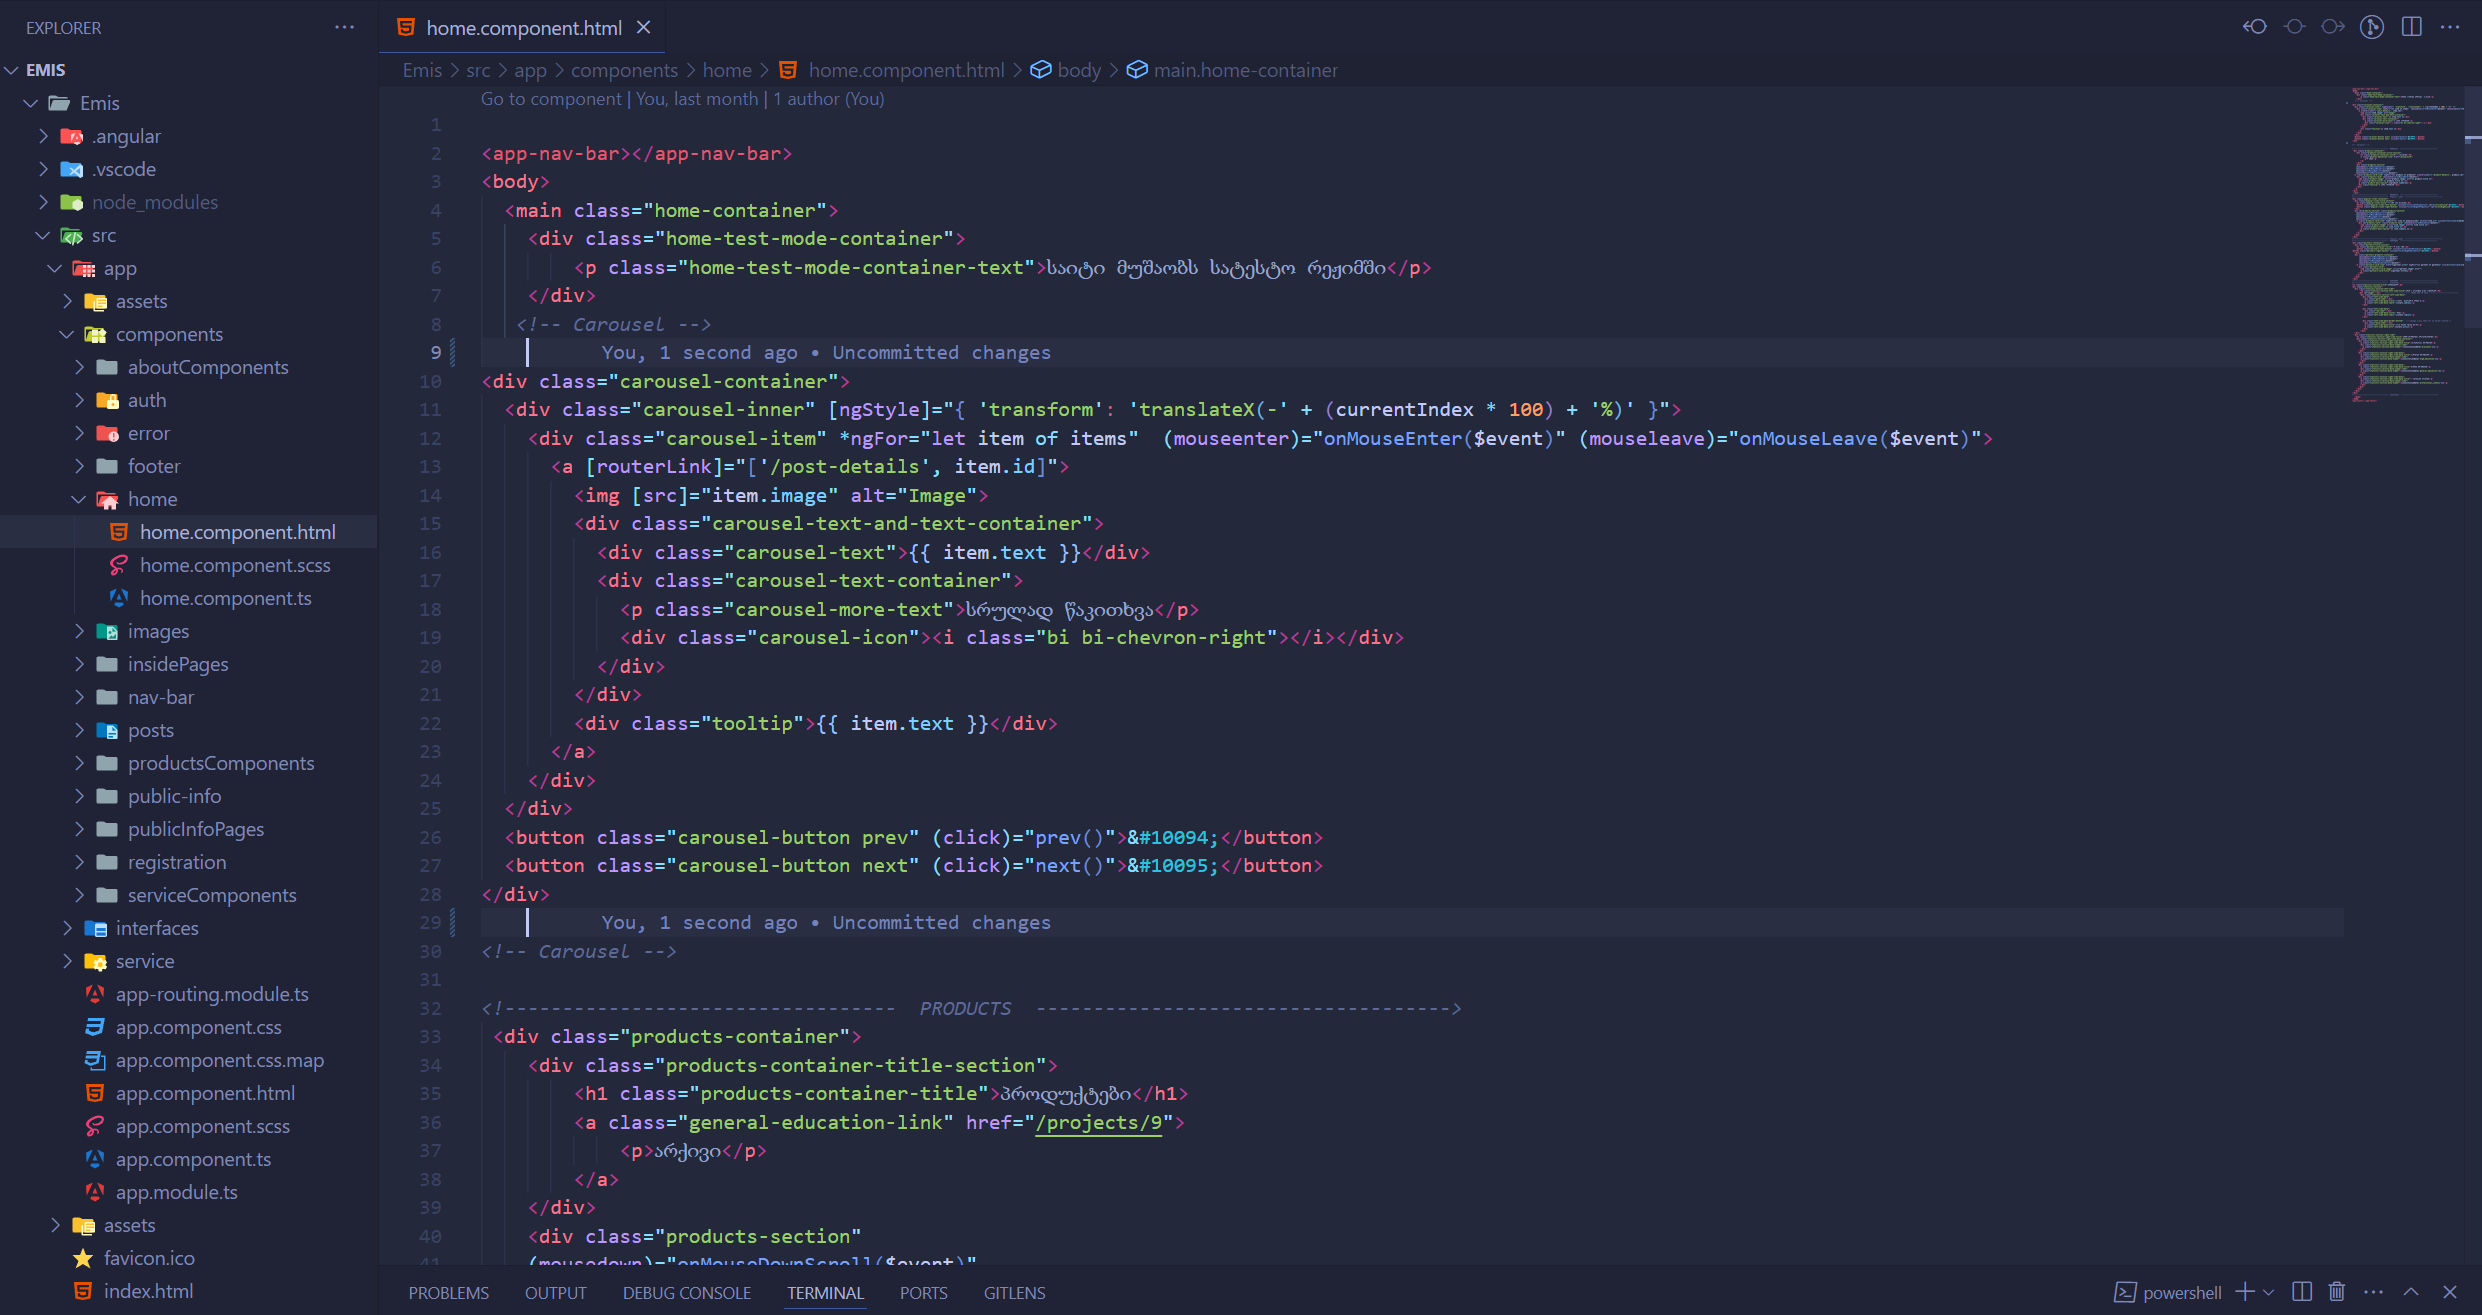 EXPLORER
EMIS
Emis
.angular
.vscode
node_modules
src
app
assets
components
aboutComponents
auth
error
footer
home
home.component.html
home.component.scss
home.component.ts
images
insidePages
nav-bar
posts
productsComponents
public-info
publicInfoPages
registration
serviceComponents
interfaces
service
app-routing.module.ts
app.component.css
app.component.css.map
app.component.html
app.component.scss
app.component.ts
app.module.ts
assets
favicon.ico
index.html
home.component.html
Emis > src > app > components > home > home.component.html > body > main.home-container
Go to component | You, last month | 1 author (You)
1
2 <app-nav-bar></app-nav-bar>
3 <body>
4 <main class="home-container">
5 <div class="home-test-mode-container">
6 <p class="home-test-mode-container-text">საიტი მუშაობს სატესტო რეჟიმში</p>
7 </div>
8 <!-- Carousel -->
9 You, 1 second ago • Uncommitted changes
10 <div class="carousel-container">
11 <div class="carousel-inner" [ngStyle]="{ 'transform': 'translateX(-' + (currentIndex * 100) + '%)' }">
12 <div class="carousel-item" *ngFor="let item of items"  (mouseenter)="onMouseEnter($event)" (mouseleave)="onMouseLeave($event)">
13 <a [routerLink]="['/post-details', item.id]">
14 <img [src]="item.image" alt="Image">
15 <div class="carousel-text-and-text-container">
16 <div class="carousel-text">{{ item.text }}</div>
17 <div class="carousel-text-container">
18 <p class="carousel-more-text">სრულად წაკითხვა</p>
19 <div class="carousel-icon"><i class="bi bi-chevron-right"></i></div>
20 </div>
21 </div>
22 <div class="tooltip">{{ item.text }}</div>
23 </a>
24 </div>
25 </div>
26 <button class="carousel-button prev" (click)="prev()">&#10094;</button>
27 <button class="carousel-button next" (click)="next()">&#10095;</button>
28 </div>
29 You, 1 second ago • Uncommitted changes
30 <!-- Carousel -->
31
32 <!---------------------------------- PRODUCTS ------------------------------------>
33 <div class="products-container">
34 <div class="products-container-title-section">
35 <h1 class="products-container-title">პროდუქტები</h1>
36 <a class="general-education-link" href="/projects/9">
37 <p>არქივი</p>
38 </a>
39 </div>
40 <div class="products-section"
41 (mousedown)="onMouseDownScroll($event)"
PROBLEMS OUTPUT DEBUG CONSOLE TERMINAL PORTS GITLENS
powershell